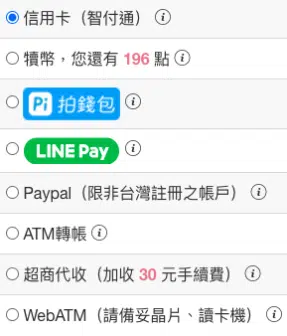 信用卡（智付通）
犢幣，您還有 196 點
Pi 拍錢包
LINE Pay
Paypal（限非台灣註冊之帳戶）
ATM轉帳
超商代收（加收 30 元手續費）
WebATM（請備妥晶片、讀卡機）